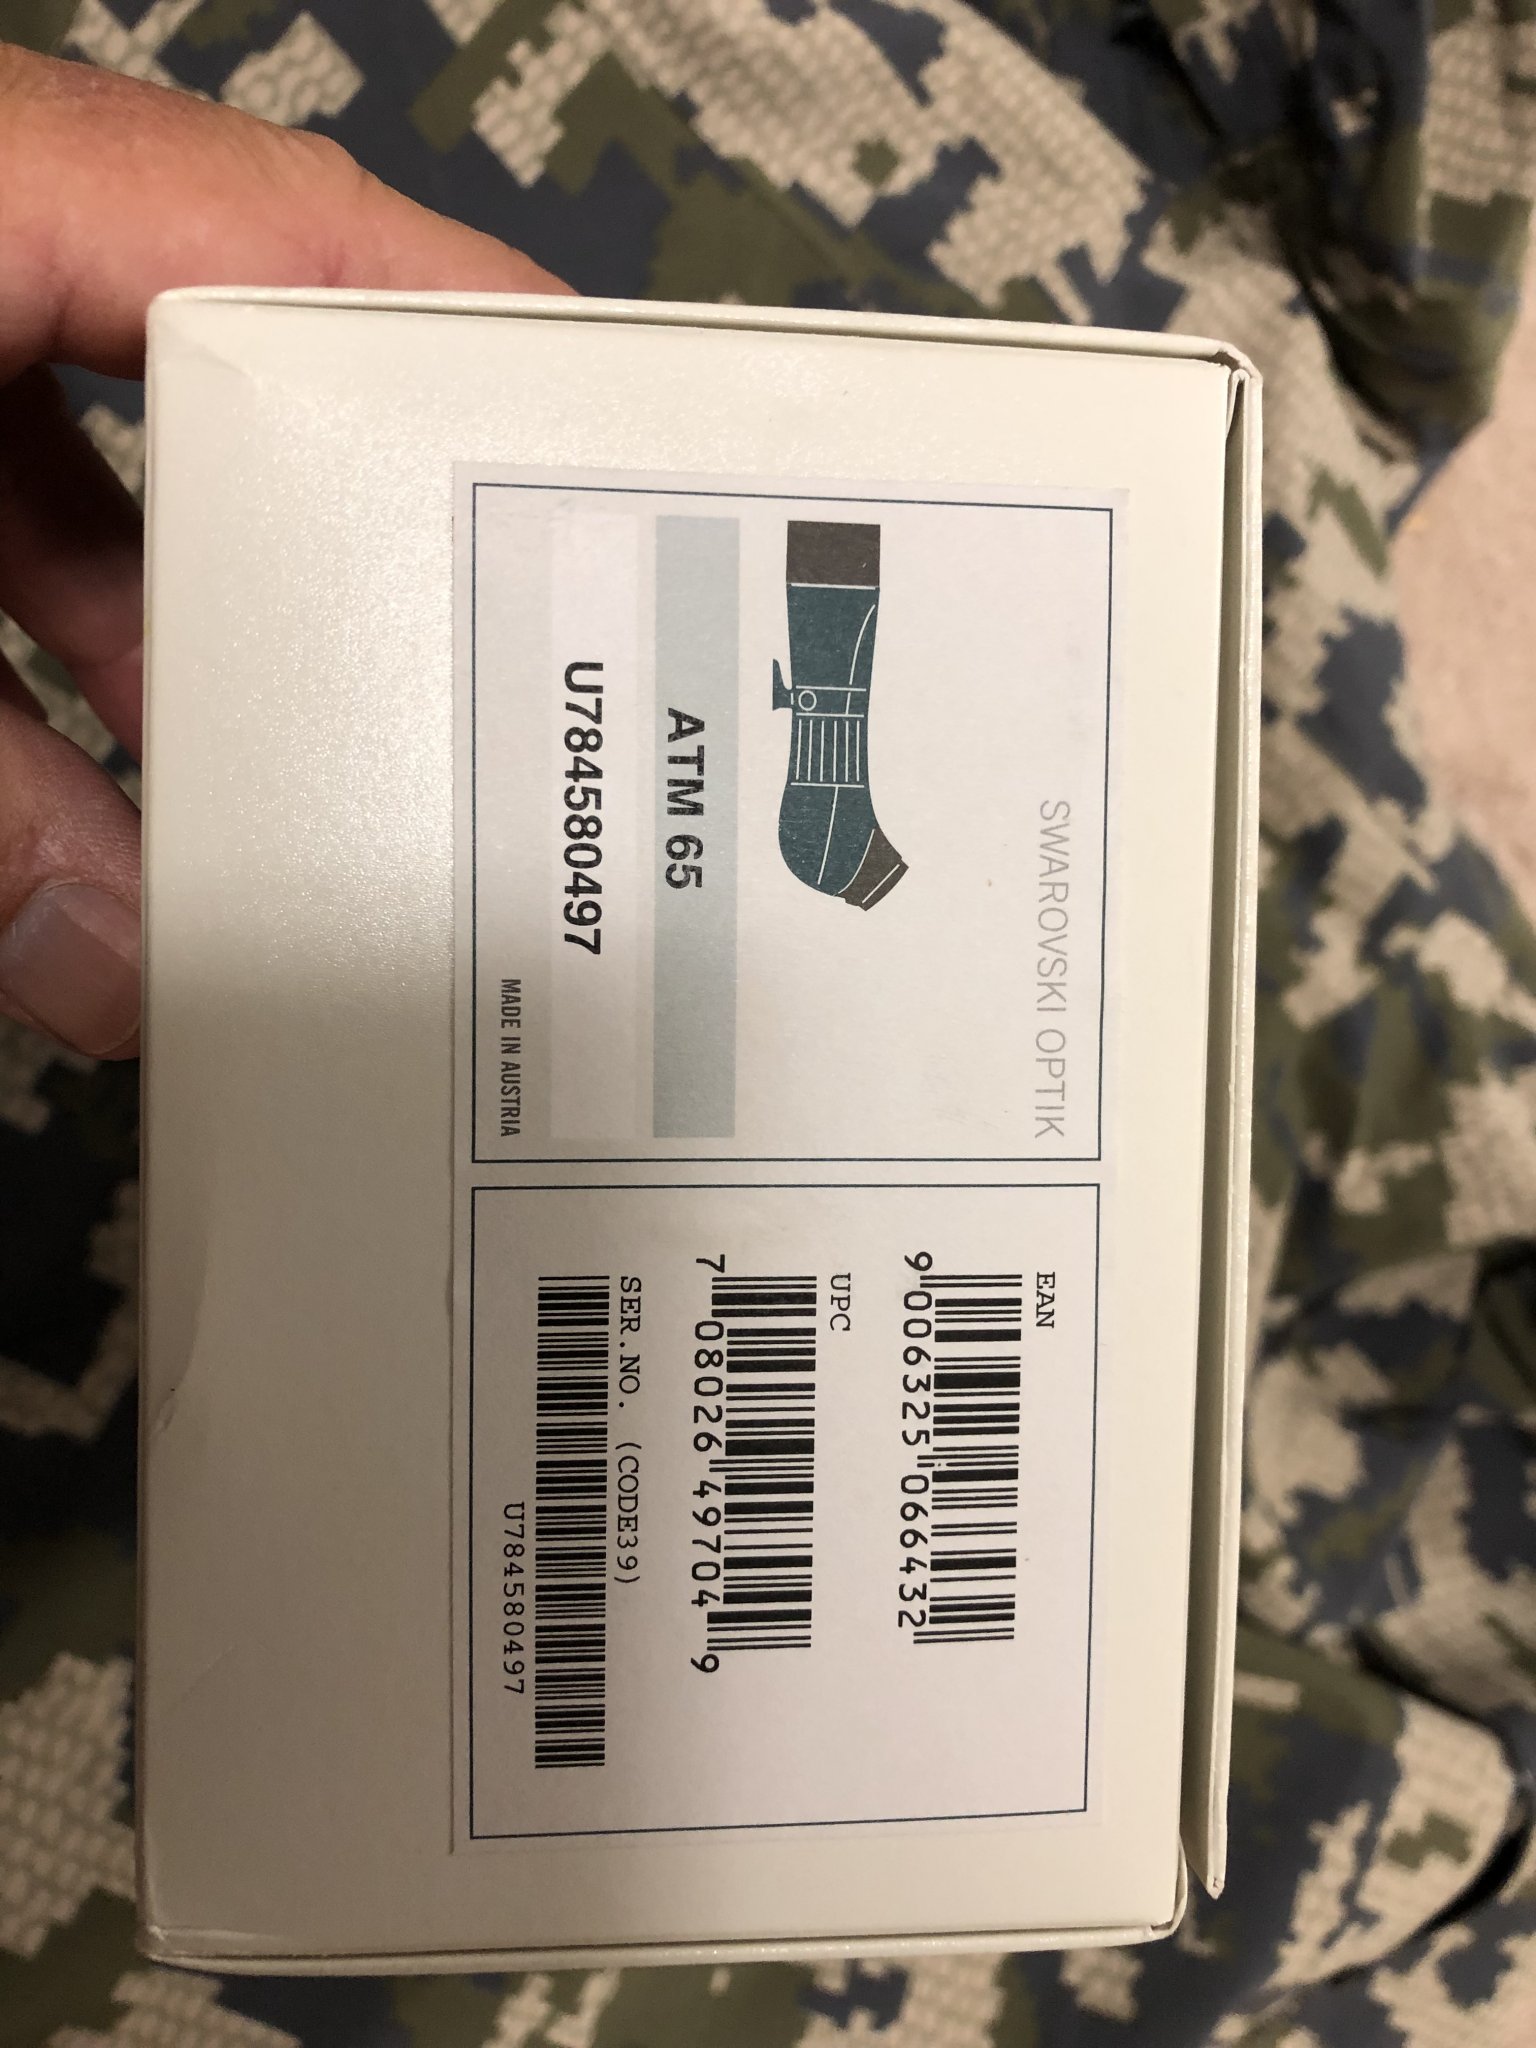 SWAROVSKI OPTIK
ATM 65
U784580497
MADE IN AUSTRIA
EAN
9 006325 066432
UPC
7 08026 49704 9
SER.NO. (CODE39)
U784580497